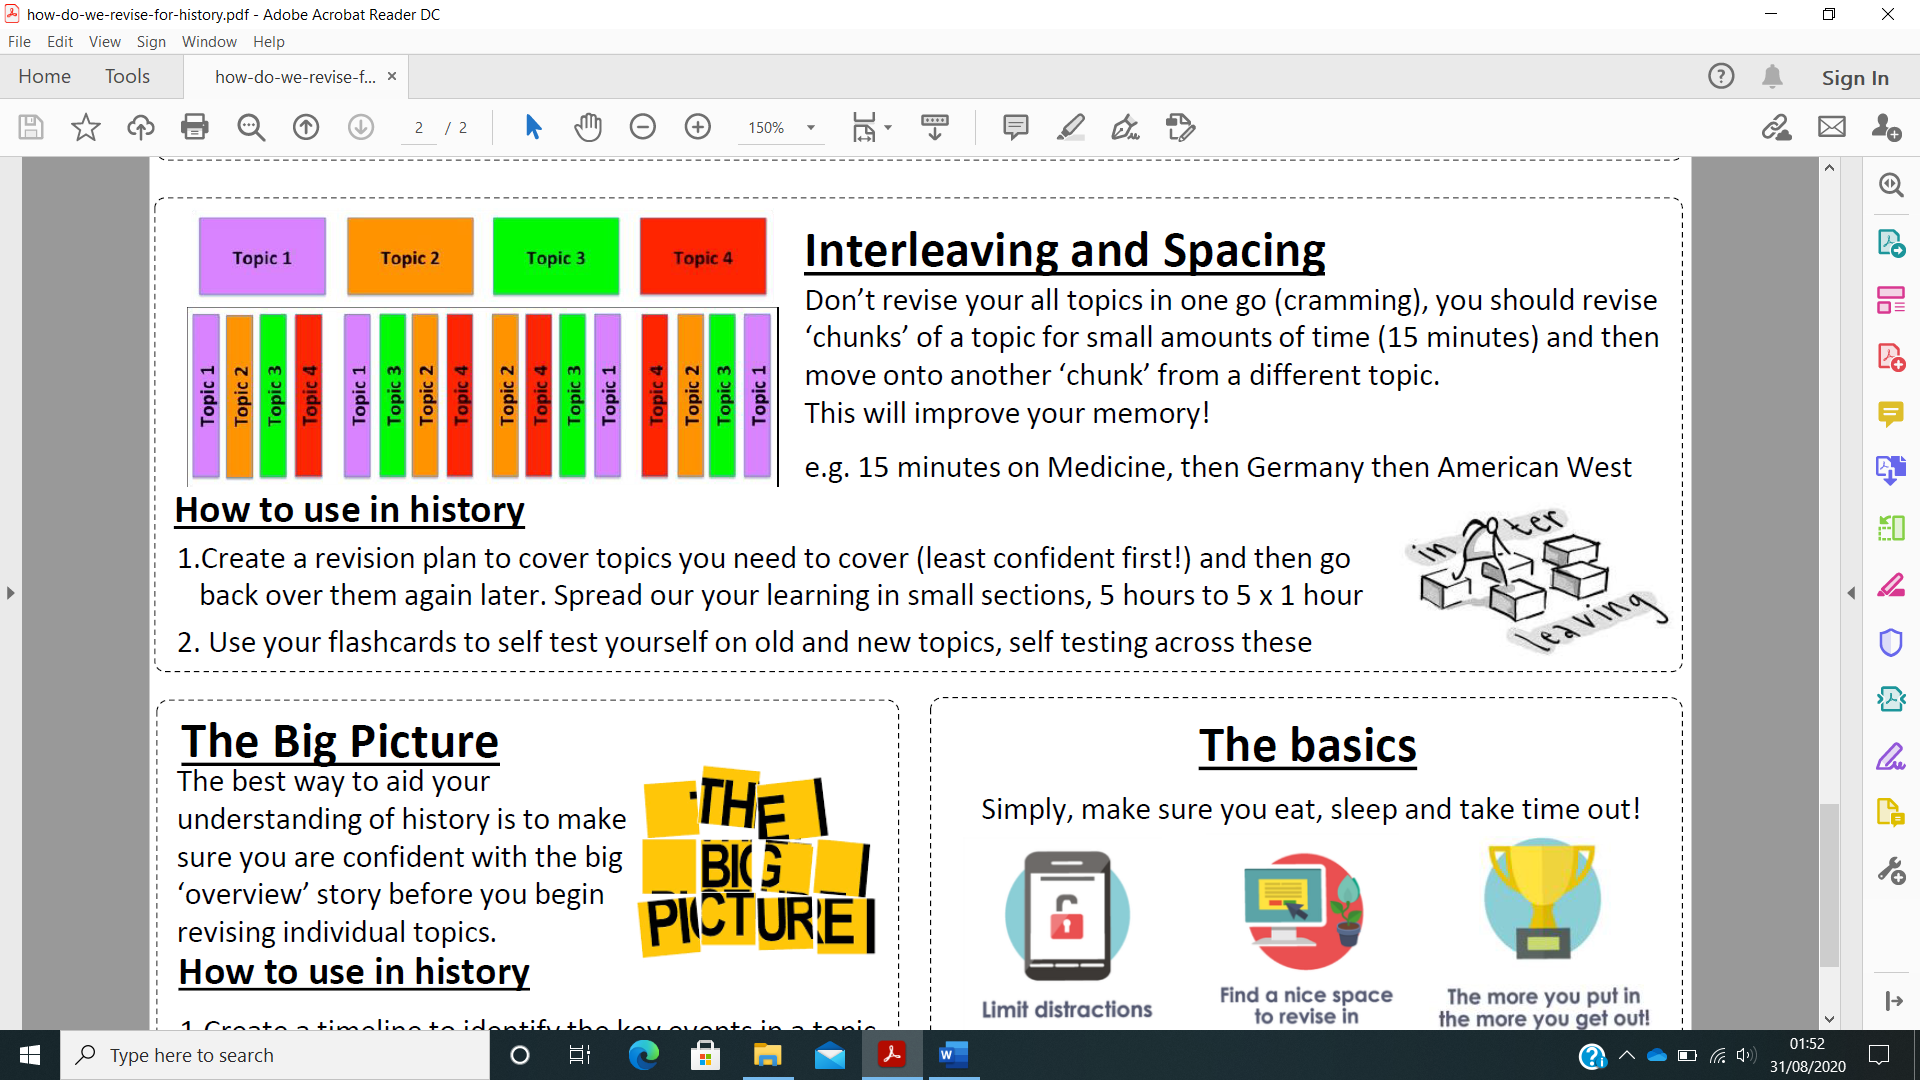 how-do-we-revise-for-history.pdf - Adobe Acrobat Reader DC
File Edit View Sign Window Help
Home Tools how-do-we-revise-f... ×
Sign In
2 / 2 150%
Topic 1 Topic 2 Topic 3 Topic 4
Topic 1 Topic 2 Topic 3 Topic 4 Topic 1 Topic 3 Topic 2 Topic 4 Topic 2 Topic 4 Topic 3 Topic 1 Topic 4 Topic 2 Topic 3 Topic 1
Interleaving and Spacing
Don’t revise your all topics in one go (cramming), you should revise
‘chunks’ of a topic for small amounts of time (15 minutes) and then
move onto another ‘chunk’ from a different topic.
This will improve your memory!
e.g. 15 minutes on Medicine, then Germany then American West
How to use in history
1.Create a revision plan to cover topics you need to cover (least confident first!) and then go
back over them again later. Spread our your learning in small sections, 5 hours to 5 x 1 hour
2. Use your flashcards to self test yourself on old and new topics, self testing across these
in ter
leaving
The Big Picture
The best way to aid your
understanding of history is to make
sure you are confident with the big
‘overview’ story before you begin
revising individual topics.
THE
BIG
PICTURE
How to use in history
1.Create a timeline to identify the key events in a topic
The basics
Simply, make sure you eat, sleep and take time out!
Limit distractions
Find a nice space
to revise in
The more you put in
the more you get out!
Type here to search
01:52
31/08/2020